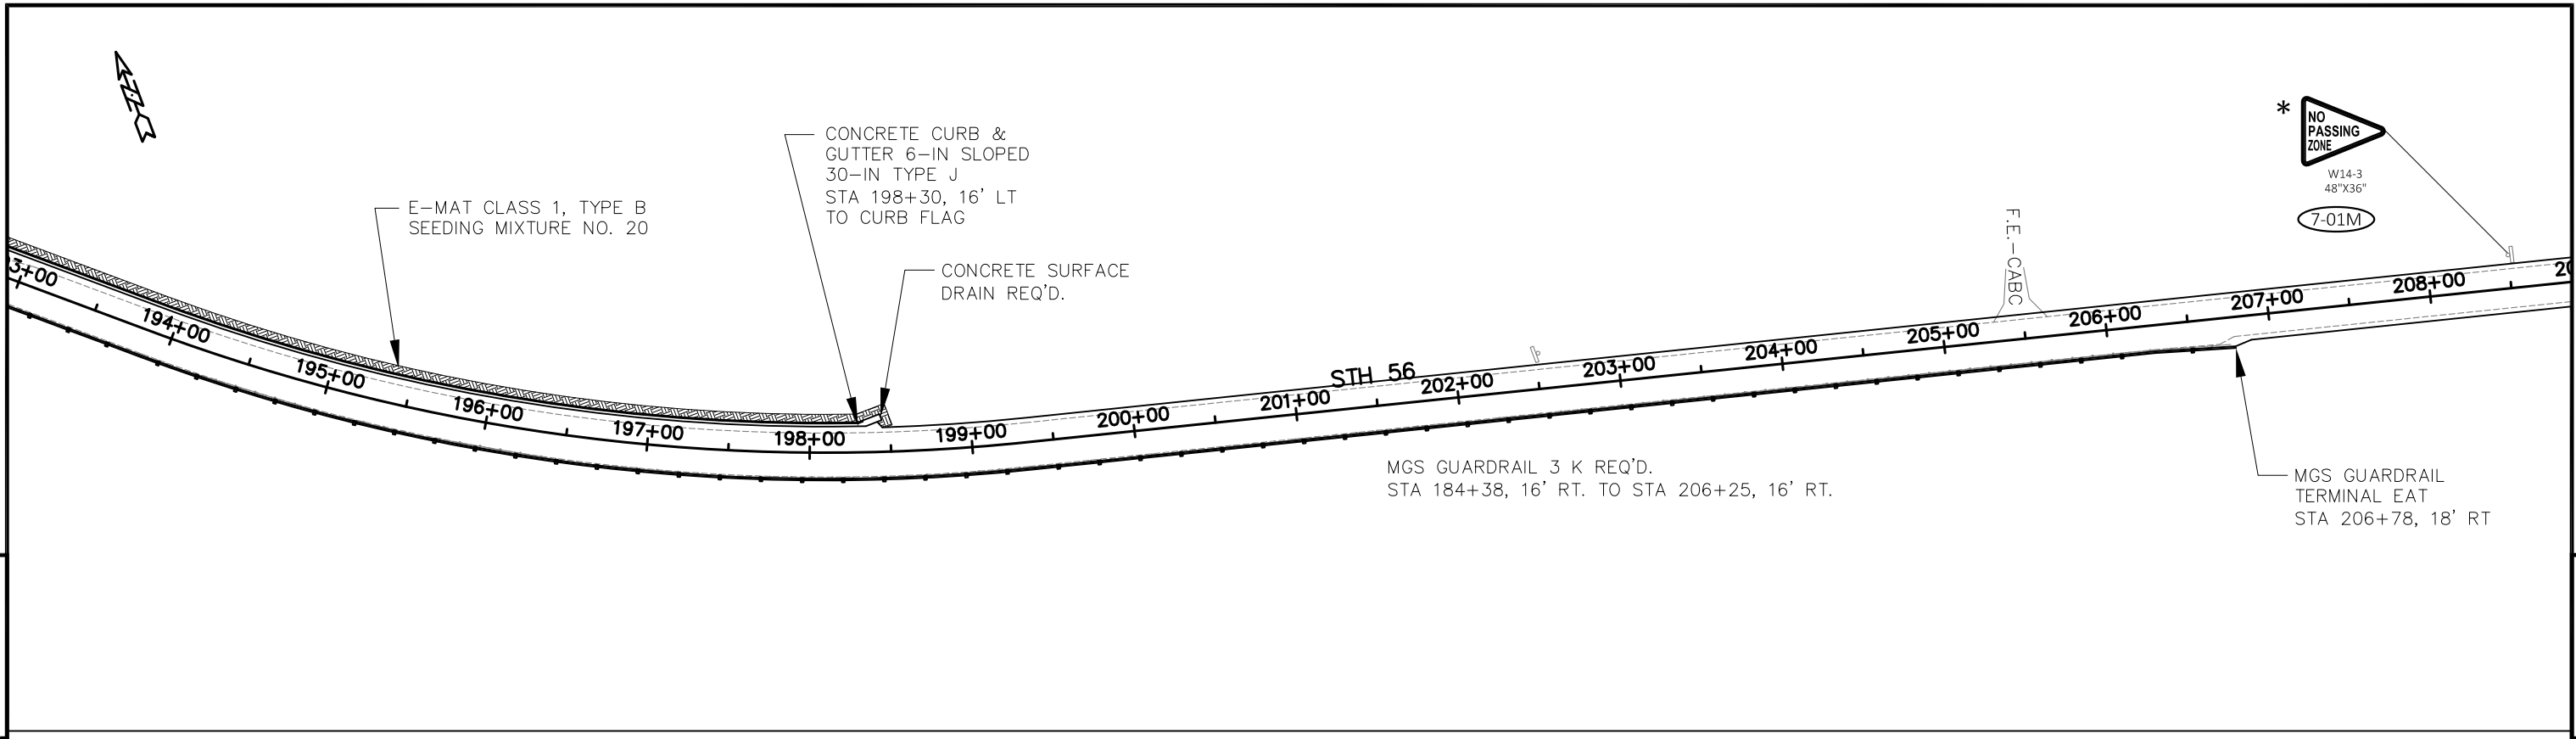 CONCRETE CURB &
GUTTER 6-IN SLOPED
30-IN TYPE J
STA 198+30, 16' LT
TO CURB FLAG
E-MAT CLASS 1, TYPE B
SEEDING MIXTURE NO. 20
CONCRETE SURFACE
DRAIN REQ'D.
*
NO
PASSING
ZONE
W14-3
48"X36"
7-01M
F.E.-CABC
3+00
194+00
195+00
196+00
197+00
198+00
199+00
200+00
201+00
STH 56
202+00
203+00
204+00
205+00
206+00
207+00
208+00
20
MGS GUARDRAIL 3 K REQ'D.
STA 184+38, 16' RT. TO STA 206+25, 16' RT.
MGS GUARDRAIL
TERMINAL EAT
STA 206+78, 18' RT